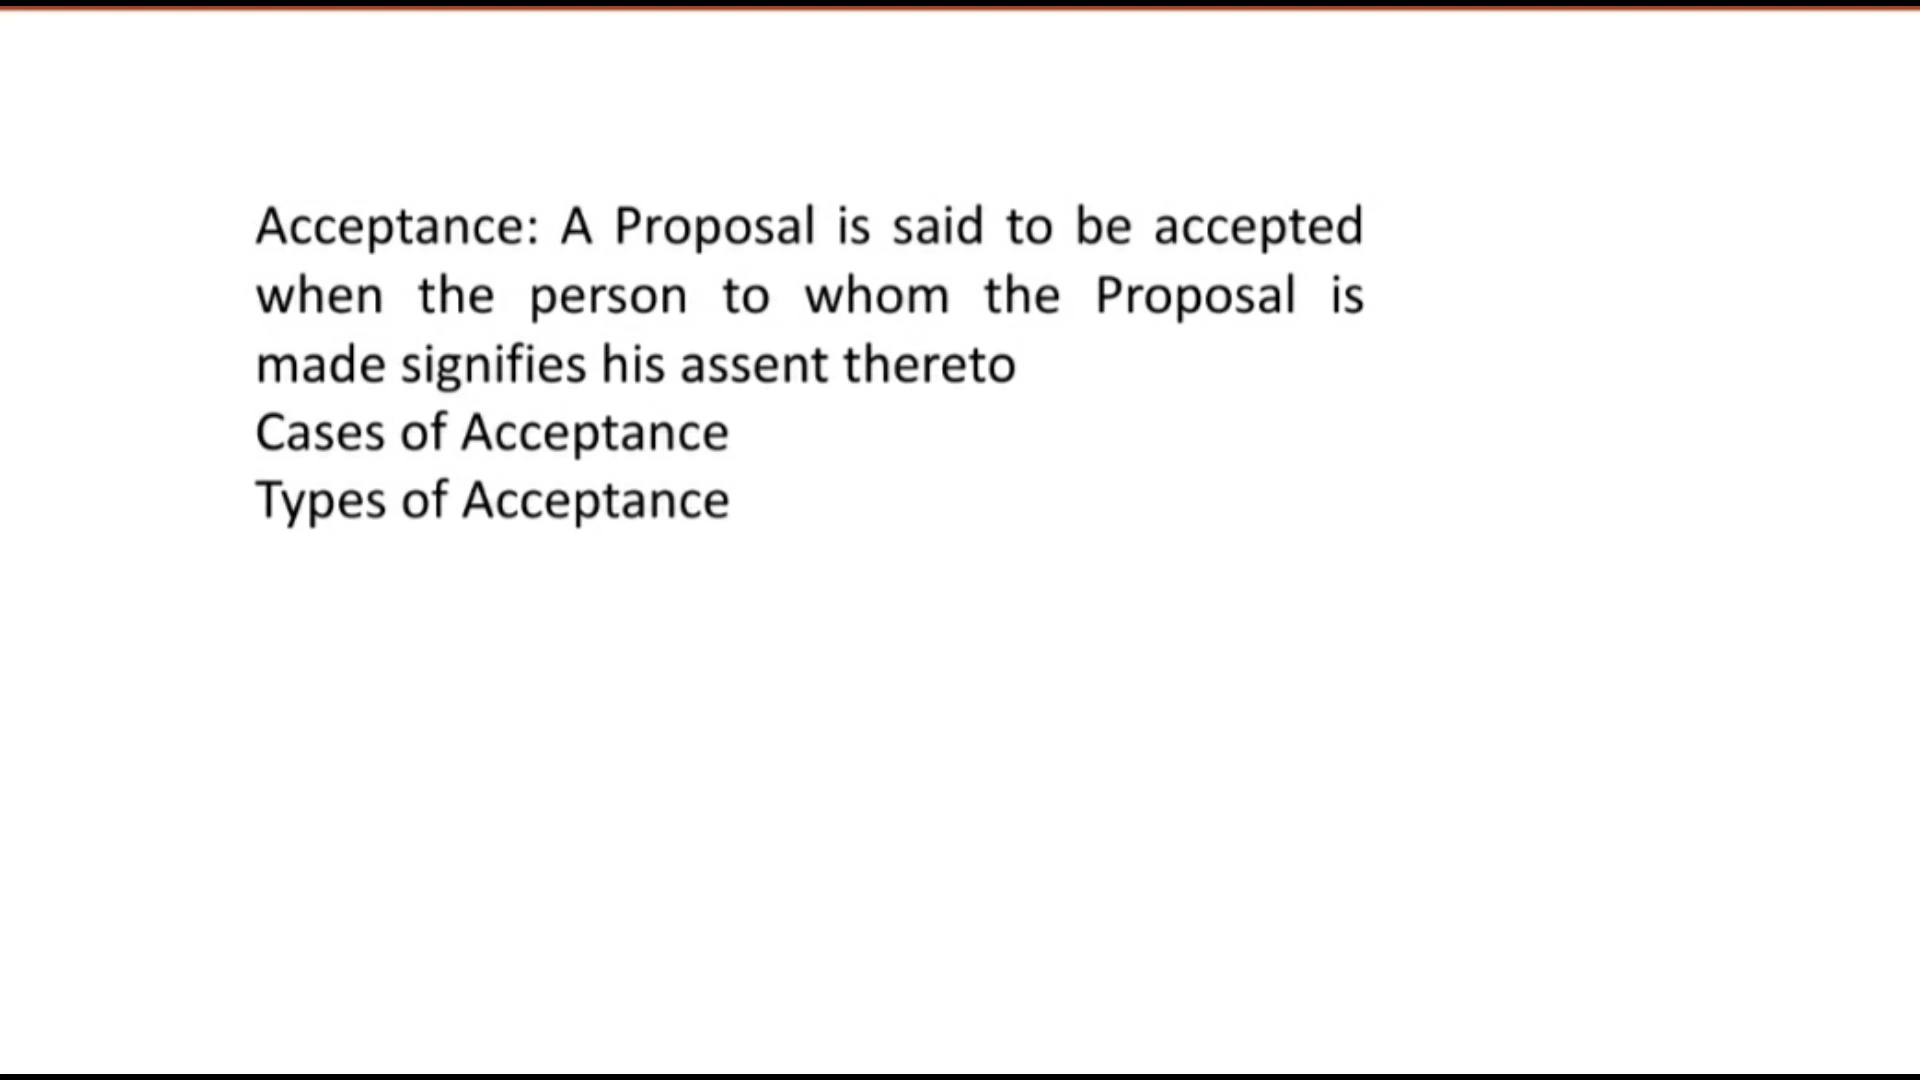 Acceptance: A Proposal is said to be accepted
when the person to whom the Proposal is
made signifies his assent thereto
Cases of Acceptance
Types of Acceptance